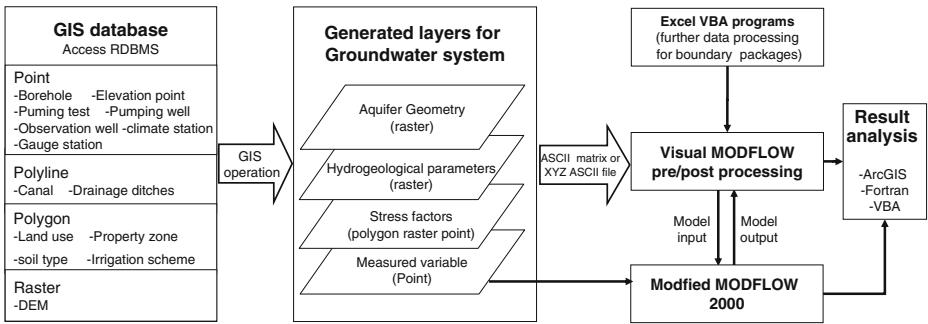 GIS database
Access RDBMS
Point
-Borehole -Elevation point
-Puming test -Pumping well
-Observation well -climate station
-Gauge station
Polyline
-Canal -Drainage ditches
Polygon
-Land use -Property zone
-soil type -Irrigation scheme
Raster
-DEM
GIS
operation
Generated layers for
Groundwater system
Aquifer Geometry
(raster)
Hydrogeological parameters
(raster)
Stress factors
(polygon raster point)
Measured variable
(Point)
ASCII matrix or
XYZ ASCII file
Excel VBA programs
(further data processing
for boundary packages)
Visual MODFLOW
pre/post processing
Model
input
Model
output
Modfied MODFLOW
2000
Result
analysis
-ArcGIS
-Fortran
-VBA